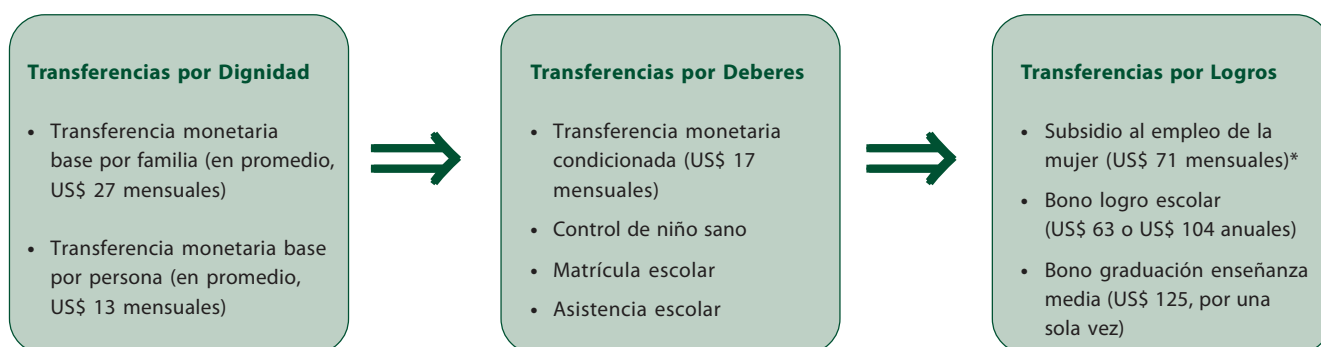 Transferencias por Dignidad
• Transferencia monetaria
base por familia (en promedio,
US$ 27 mensuales)
• Transferencia monetaria base
por persona (en promedio,
US$ 13 mensuales)
Transferencias por Deberes
• Transferencia monetaria
condicionada (US$ 17
mensuales)
• Control de niño sano
• Matrícula escolar
• Asistencia escolar
Transferencias por Logros
• Subsidio al empleo de la
mujer (US$ 71 mensuales)*
• Bono logro escolar
(US$ 63 o US$ 104 anuales)
• Bono graduación enseñanza
media (US$ 125, por una
sola vez)